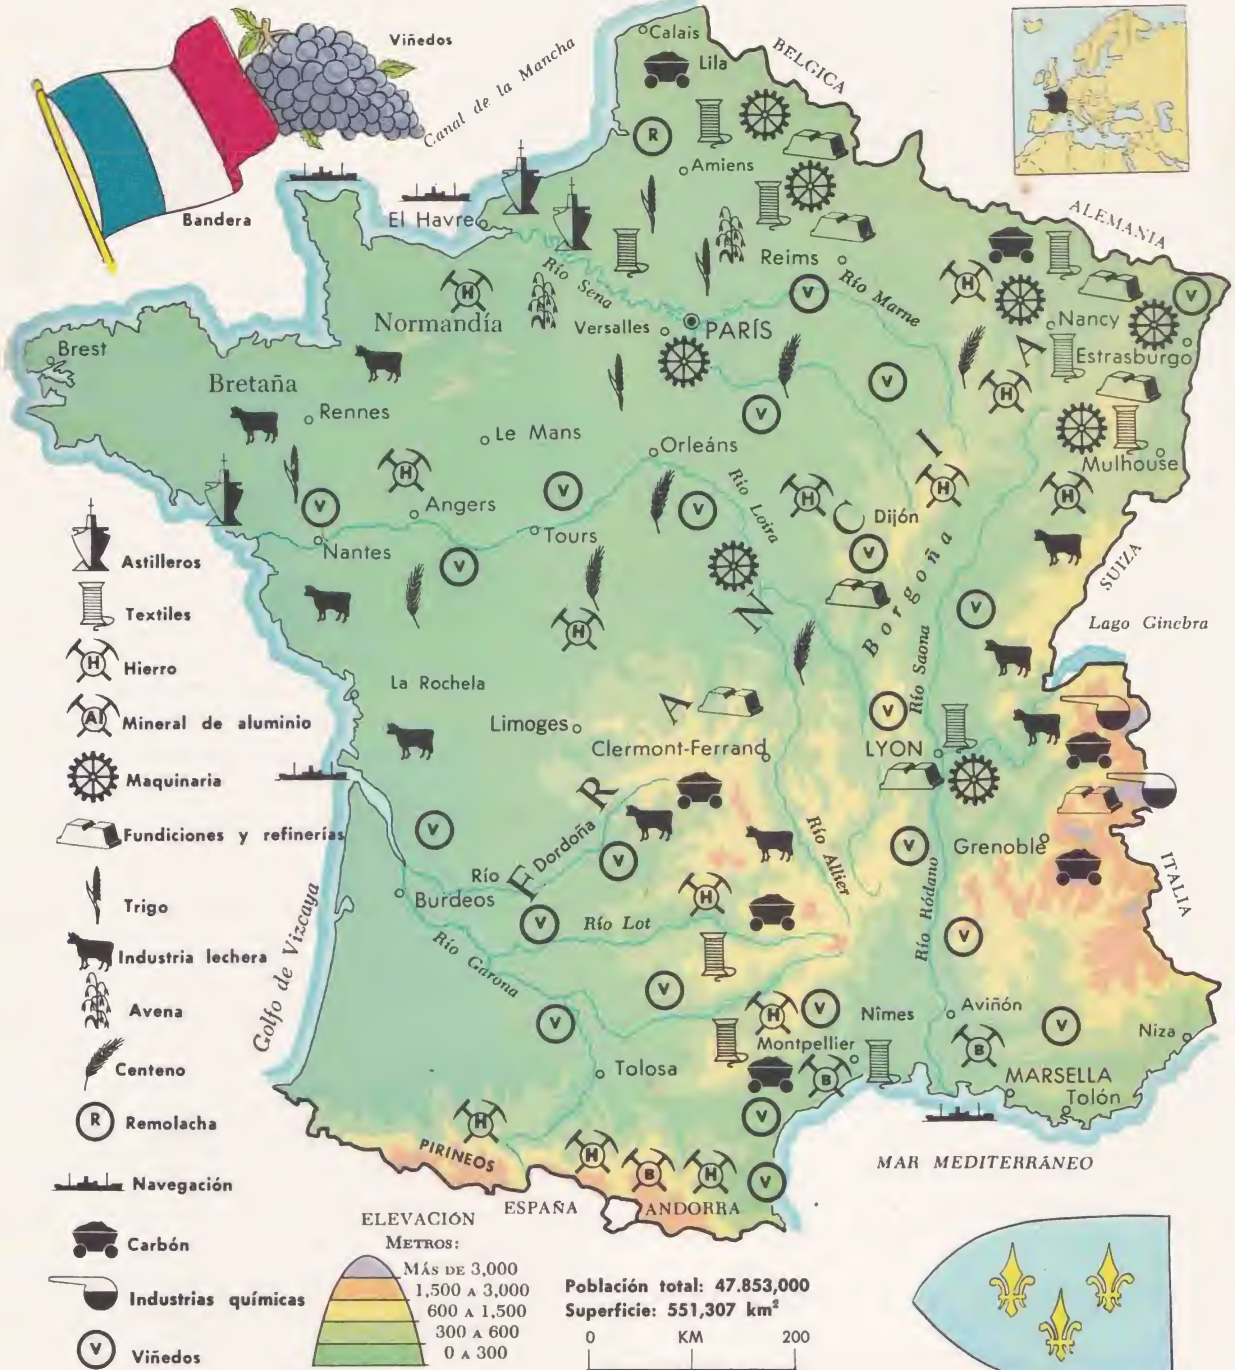 Viñedos
Bandera
Canal de la Mancha
Calais
Lila
BELGICA
R
Amiens
El Havre
ALEMANIA
Reims
Río Sena
Río Marne
H
H
V
V
Normandía
Versalles
PARÍS
Nancy
Estrasburgo
Brest
Bretaña
Rennes
V
V
H
Le Mans
Orleáns
Mulhouse
H
Angers
V
V
V
Río Loira
H
H
H
Dijón
Nantes
Tours
V
V
SUIZA
Borgoña
V
Lago Ginebra
H
Río Saona
La Rochela
Limoges
Clermont-Ferrand
V
LYON
FRANCIA
V
Río Dordoña
V
Río Allier
V
Grenoble
ITALIA
Burdeos
H
V
Río Lot
Río Ródano
V
Río Garona
Golfo de Vizcaya
V
V
H
V
Nîmes
Aviñón
V
Niza
Montpellier
B
B
Tolosa
MARSELLA
Tolón
V
H
PIRINEOS
H
B
H
V
MAR MEDITERRÁNEO
ESPAÑA
ANDORRA
Astilleros
Textiles
H Hierro
Al Mineral de aluminio
Maquinaria
Fundiciones y refinerías
Trigo
Industria lechera
Avena
Centeno
R Remolacha
Navegación
Carbón
Industrias químicas
V Viñedos
ELEVACIÓN
METROS:
MÁS DE 3,000
1,500 A 3,000
600 A 1,500
300 A 600
0 A 300
Población total: 47.853,000
Superficie: 551,307 km²
0 KM 200